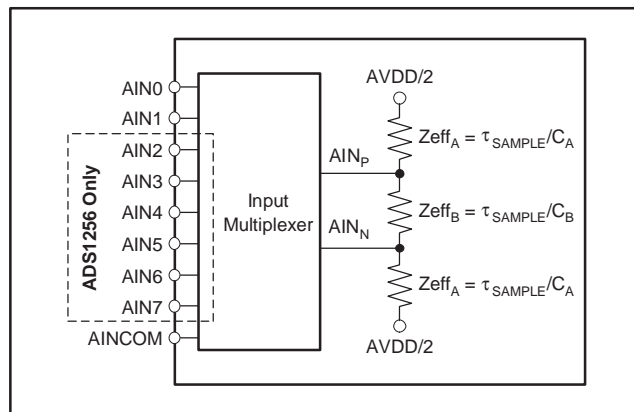 AIN0
AIN1
AIN2
AIN3
AIN4
AIN5
AIN6
AIN7
AINCOM
ADS1256 Only
Input
Multiplexer
AINP
AINN
AVDD/2
ZeffA = τSAMPLE/CA
ZeffB = τSAMPLE/CB
ZeffA = τSAMPLE/CA
AVDD/2